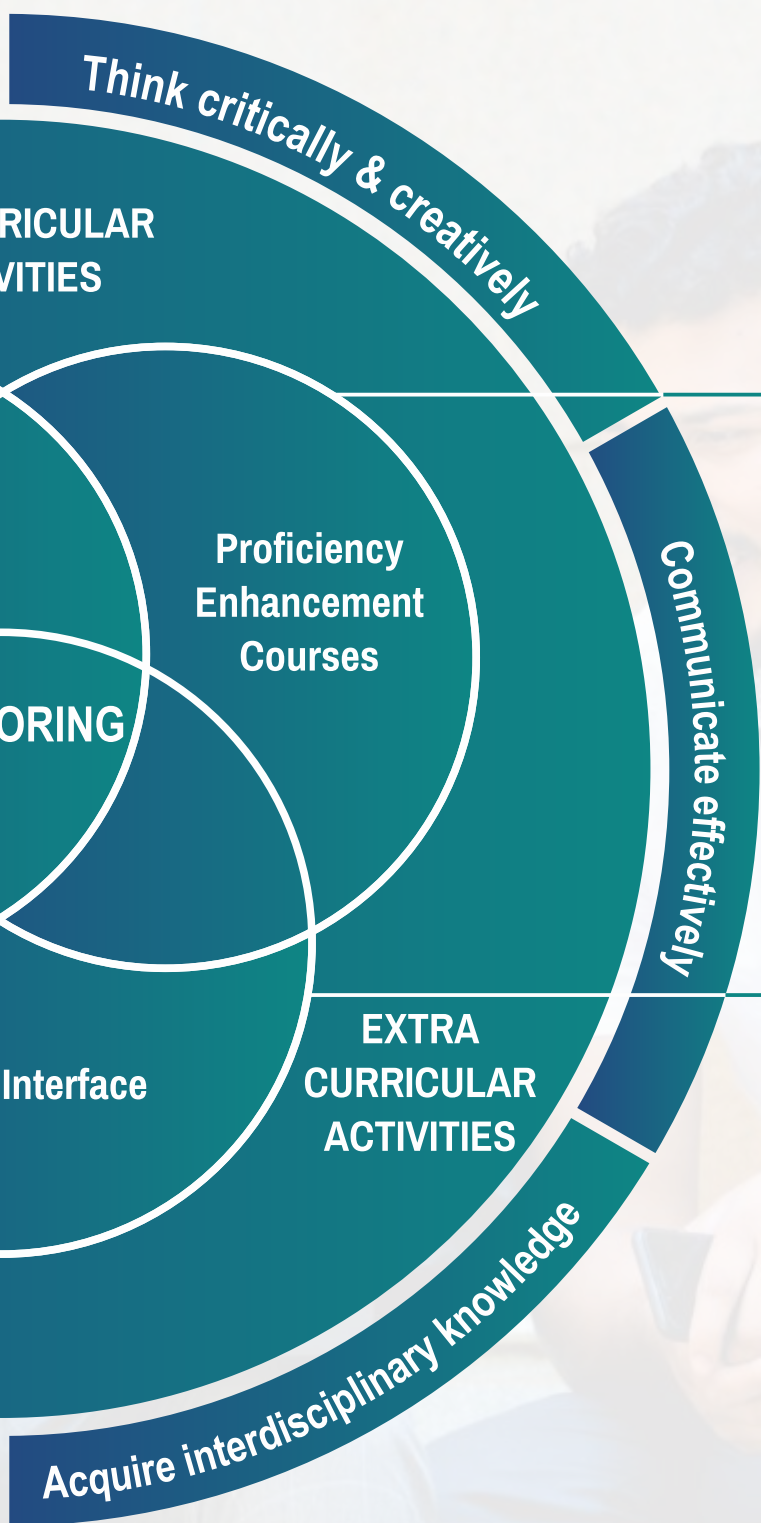 Think critically & creatively
RICULAR
VITIES
Proficiency
Enhancement
Courses
Communicate effectively
ORING
Interface
EXTRA
CURRICULAR
ACTIVITIES
Acquire interdisciplinary knowledge